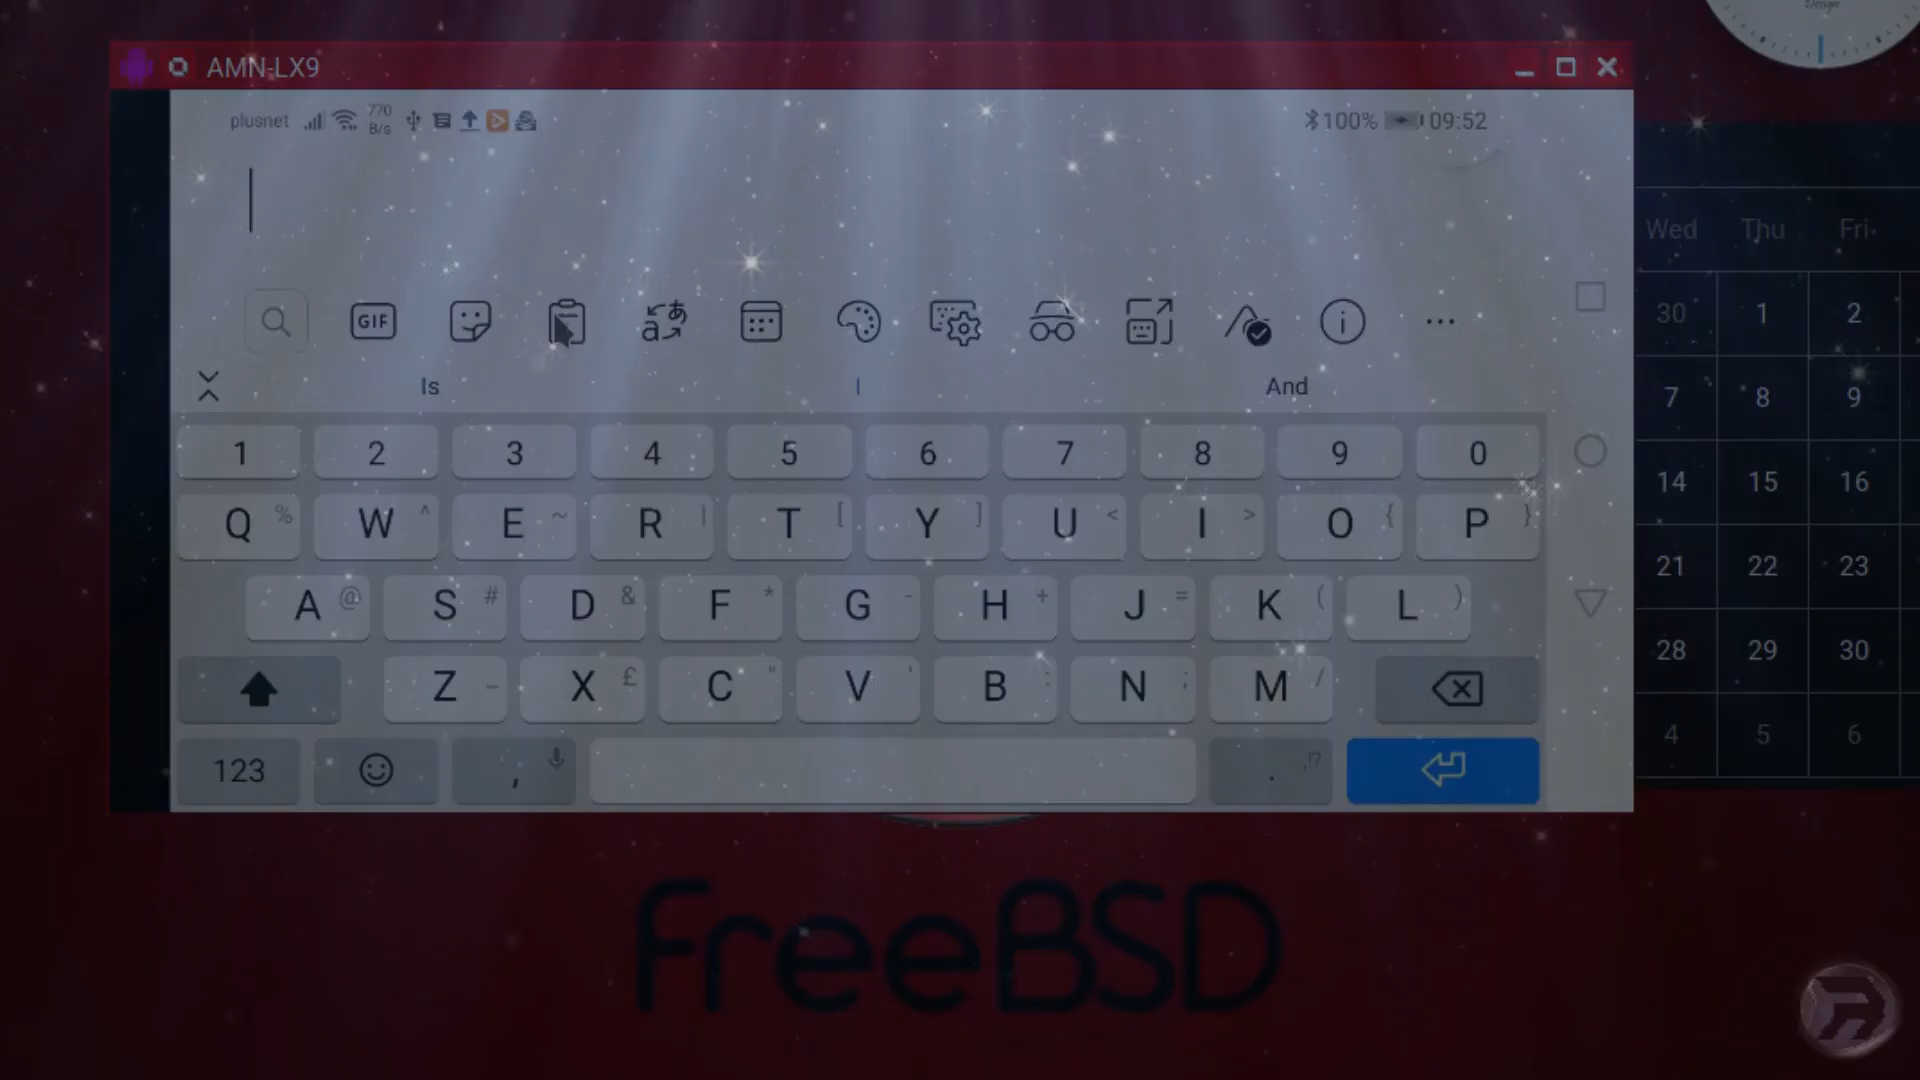 Design
AMN-LX9
plusnet 770 B/s 100% 09:52
GIF
a あ
Is I And
1 2 3 4 5 6 7 8 9 0
Q % W ^ E ~ R | T [ Y ] U < I > O { P }
A @ S # D & F * G - H + J = K ( L )
Z _ X £ C " V ' B : N ; M /
123 , . ,!?
Wed Thu Fri
30 1 2
7 8 9
14 15 16
21 22 23
28 29 30
4 5 6
FreeBSD